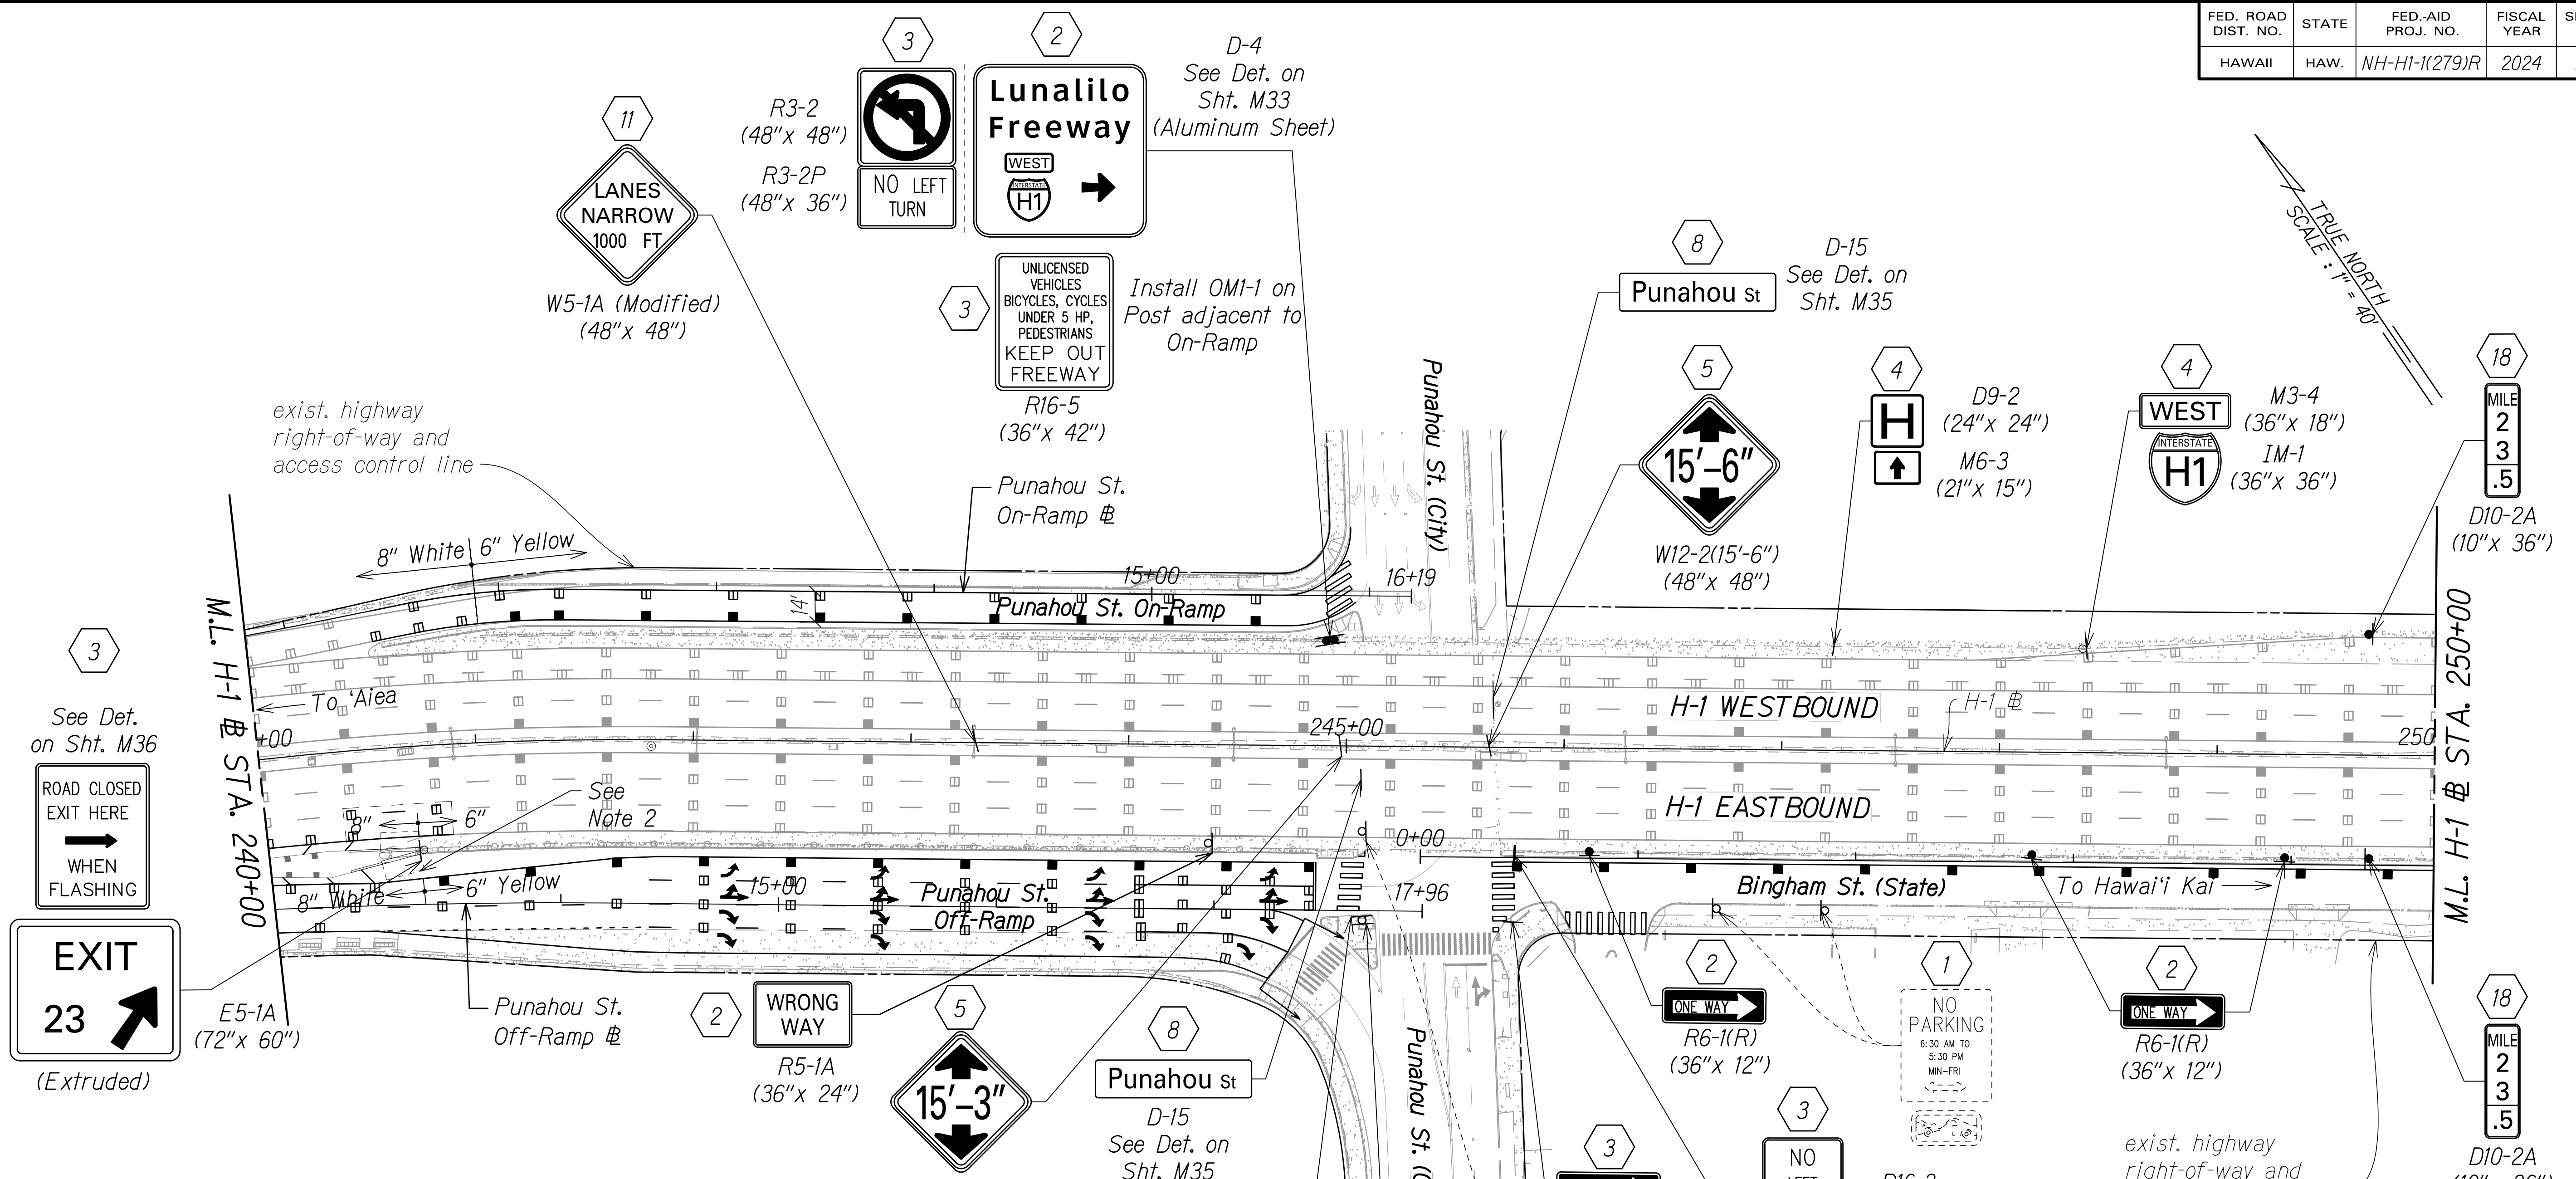 FED. ROAD
DIST. NO.
STATE
FED.-AID
PROJ. NO.
FISCAL
YEAR
HAWAII
HAW.
NH-H1-1(279)R
2024
3
R3-2
(48"x 48")
R3-2P
(48"x 36")
NO LEFT
TURN
2
Lunalilo
Freeway
WEST
INTERSTATE
H1
D-4
See Det. on
Sht. M33
(Aluminum Sheet)
11
LANES
NARROW
1000 FT
W5-1A (Modified)
(48"x 48")
3
UNLICENSED
VEHICLES
BICYCLES, CYCLES
UNDER 5 HP,
PEDESTRIANS
KEEP OUT
FREEWAY
R16-5
(36"x 42")
Install OM1-1 on
Post adjacent to
On-Ramp
8
Punahou St
D-15
See Det. on
Sht. M35
TRUE NORTH
SCALE : 1" = 40'
5
15'-6"
W12-2(15'-6")
(48"x 48")
4
H
D9-2
(24"x 24")
M6-3
(21"x 15")
4
WEST
INTERSTATE
H1
M3-4
(36"x 18")
IM-1
(36"x 36")
18
MILE
2
3
.5
D10-2A
(10"x 36")
exist. highway
right-of-way and
access control line
Punahou St.
On-Ramp ⅊
Punahou St. (City)
8" White
6" Yellow
14'
15+00
16+19
Punahou St. On-Ramp
M.L. H-1 ⅊ STA. 240+00
M.L. H-1 ⅊ STA. 250+00
To ʻAiea
+00
245+00
H-1 WESTBOUND
H-1 ⅊
250
H-1 EASTBOUND
3
See Det.
on Sht. M36
ROAD CLOSED
EXIT HERE
WHEN
FLASHING
EXIT
23
E5-1A
(72"x 60")
(Extruded)
8"
6"
See
Note 2
8" White
6" Yellow
15+00
Punahou St.
Off-Ramp
0+00
17+96
Bingham St. (State)
To Hawaiʻi Kai
Punahou St.
Off-Ramp ⅊
2
WRONG
WAY
R5-1A
(36"x 24")
5
15'-3"
8
Punahou St
D-15
See Det. on
Sht. M35
Punahou St.
2
ONE WAY
R6-1(R)
(36"x 12")
1
NO
PARKING
6:30 AM TO
5:30 PM
MIN-FRI
2
ONE WAY
R6-1(R)
(36"x 12")
18
MILE
2
3
.5
D10-2A
3
3
NO
exist. highway
right-of-way and